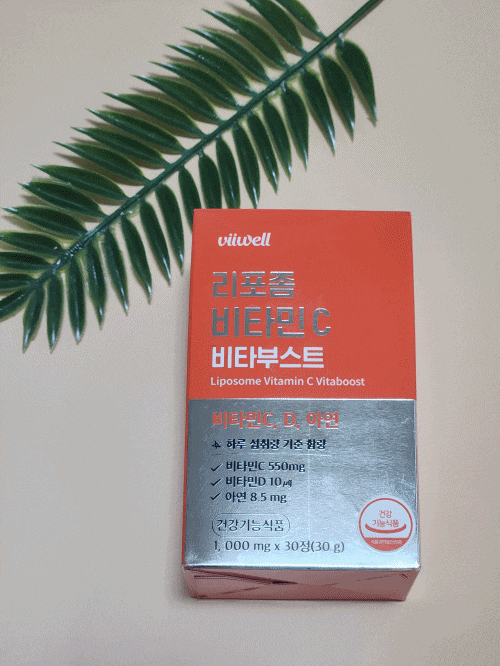 viiwell
리포좀
비타민 C
비타부스트
Liposome Vitamin C Vitaboost
비타민C, D, 아연
하루 섭취량 기준 함량
비타민C 550mg
비타민D 10㎍
아연 8.5 mg
건강기능식품
1, 000 mg x 30정(30 g)
건강
기능식품